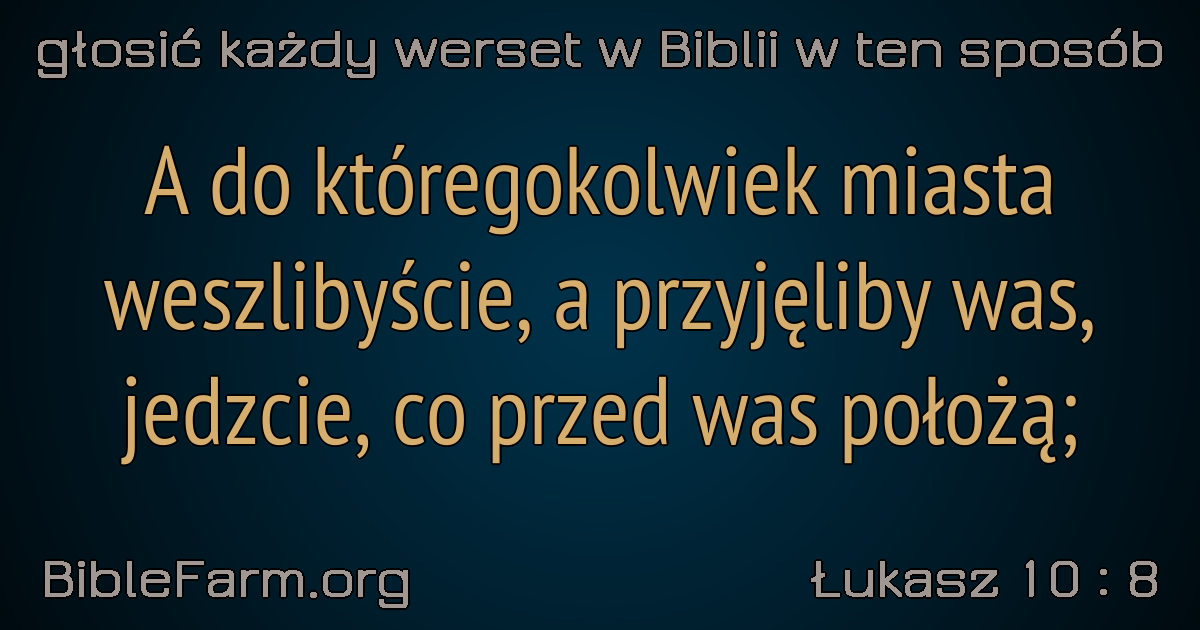 głosić każdy werset w Biblii w ten sposób
A do któregokolwiek miasta
weszlibyście, a przyjęliby was,
jedzcie, co przed was położą;
BibleFarm.org
Łukasz 10 : 8